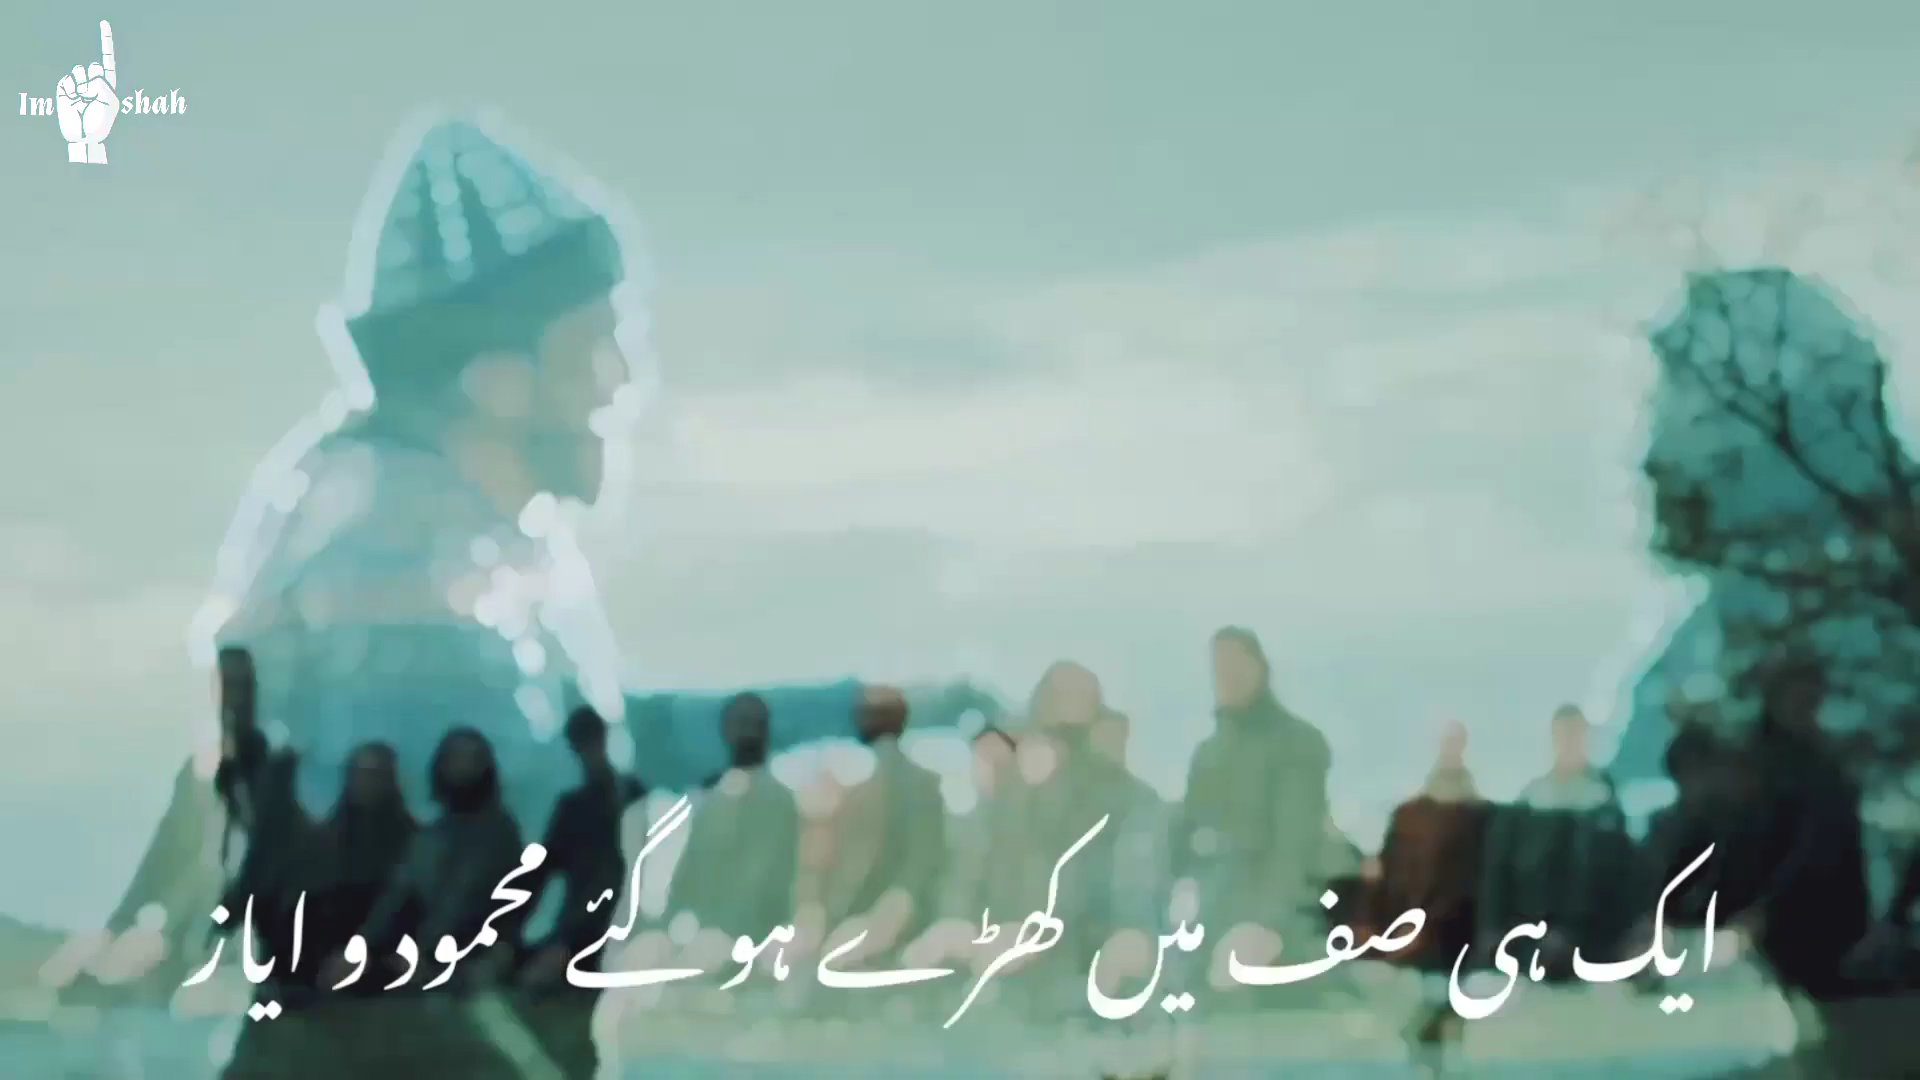 Im shah
ایک ہی صف میں کھڑے ہو گئے محمود و ایاز